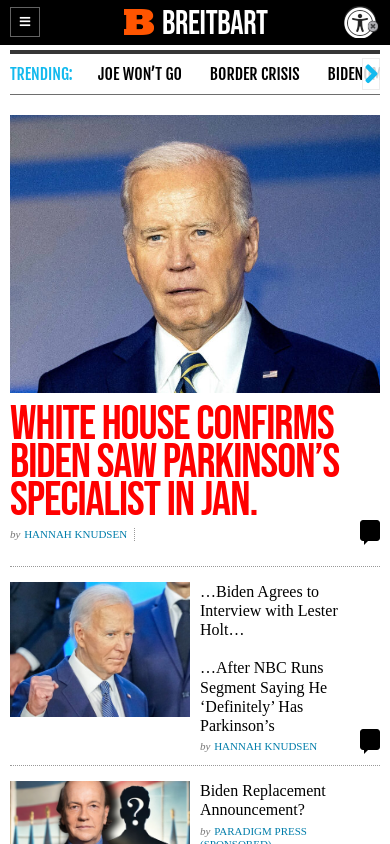 BREITBART
TRENDING: JOE WON'T GO BORDER CRISIS BIDEN
WHITE HOUSE CONFIRMS
BIDEN SAW PARKINSON'S
SPECIALIST IN JAN.
by HANNAH KNUDSEN
…Biden Agrees to
Interview with Lester
Holt…
…After NBC Runs
Segment Saying He
‘Definitely’ Has
Parkinson’s
by HANNAH KNUDSEN
Biden Replacement
Announcement?
by PARADIGM PRESS
(SPONSORED)